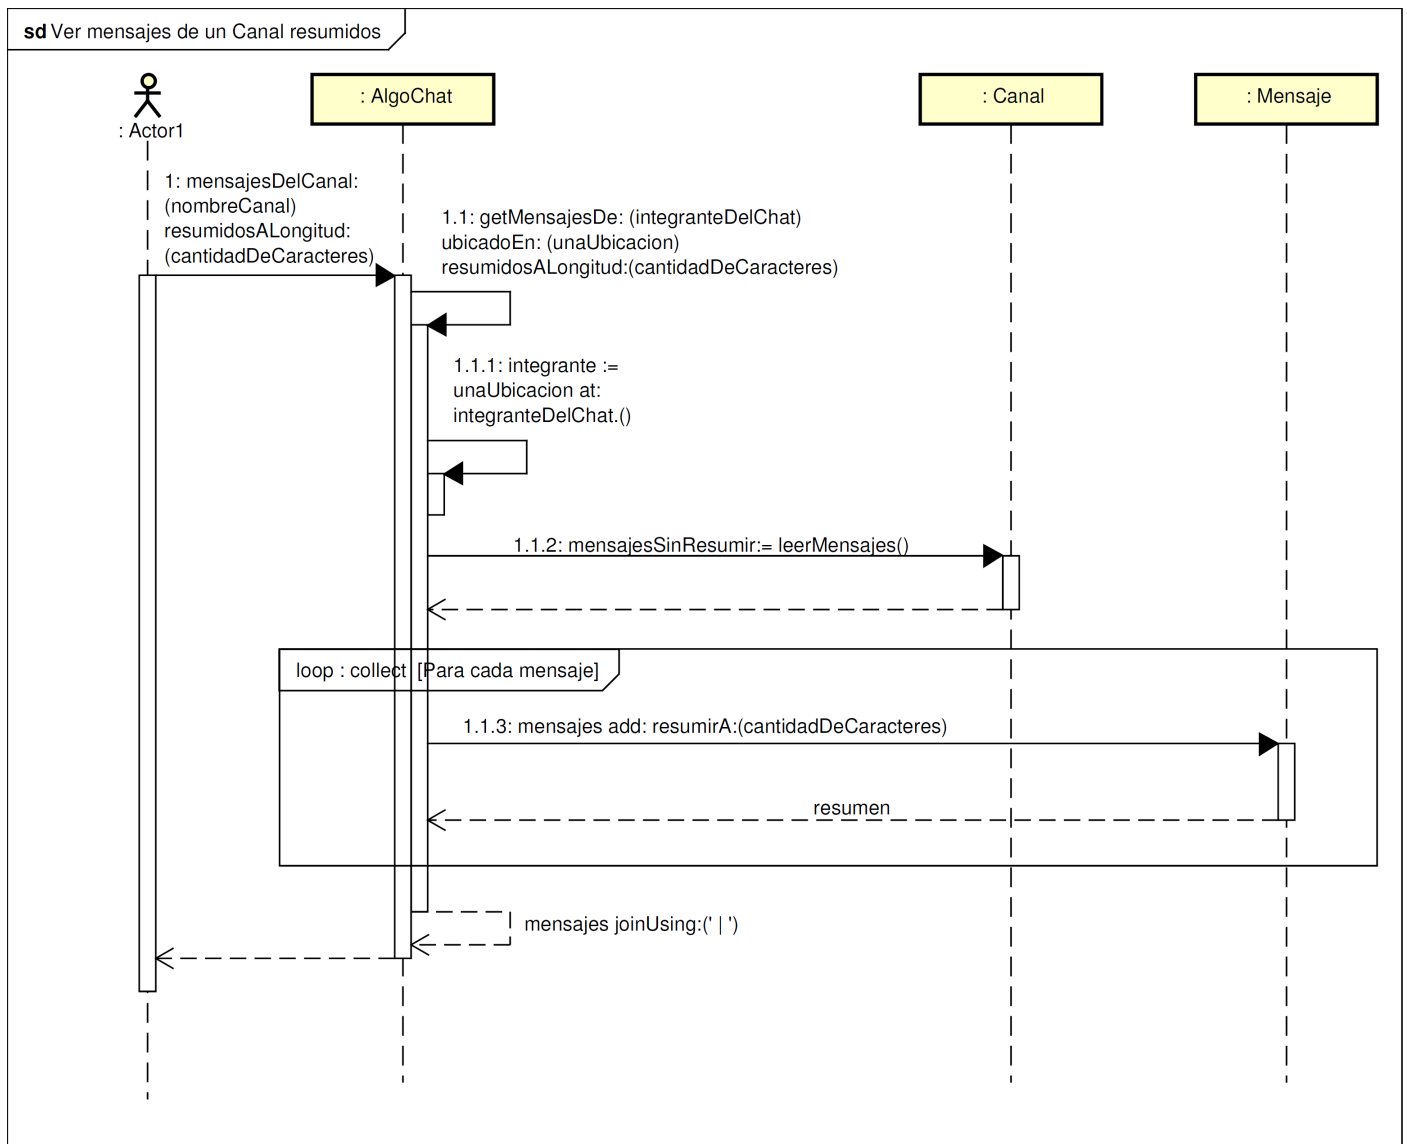 sd Ver mensajes de un Canal resumidos
: Actor1
: AlgoChat
: Canal
: Mensaje
1: mensajesDelCanal:
(nombreCanal)
resumidosALongitud:
(cantidadDeCaracteres)
1.1: getMensajesDe: (integranteDelChat)
ubicadoEn: (unaUbicacion)
resumidosALongitud:(cantidadDeCaracteres)
1.1.1: integrante :=
unaUbicacion at:
integranteDelChat.()
1.1.2: mensajesSinResumir:= leerMensajes()
loop : collect [Para cada mensaje]
1.1.3: mensajes add: resumirA:(cantidadDeCaracteres)
resumen
mensajes joinUsing:(' | ')